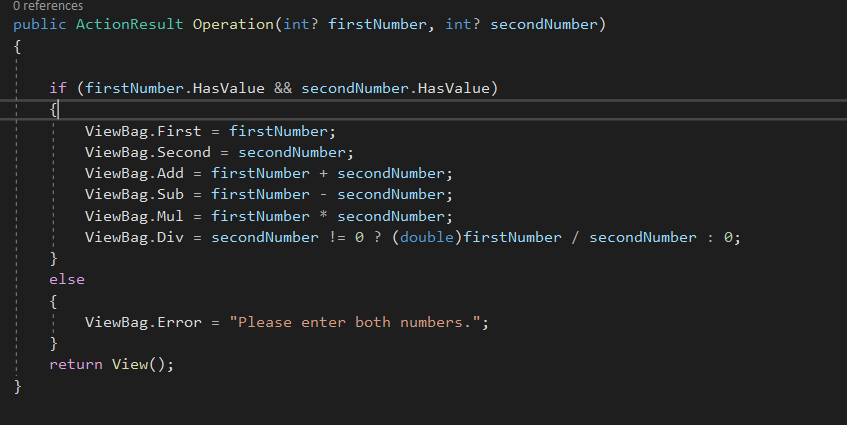 0 references
public ActionResult Operation(int? firstNumber, int? secondNumber)
{
if (firstNumber.HasValue && secondNumber.HasValue)
{
ViewBag.First = firstNumber;
ViewBag.Second = secondNumber;
ViewBag.Add = firstNumber + secondNumber;
ViewBag.Sub = firstNumber - secondNumber;
ViewBag.Mul = firstNumber * secondNumber;
ViewBag.Div = secondNumber != 0 ? (double)firstNumber / secondNumber : 0;
}
else
{
ViewBag.Error = "Please enter both numbers.";
}
return View();
}